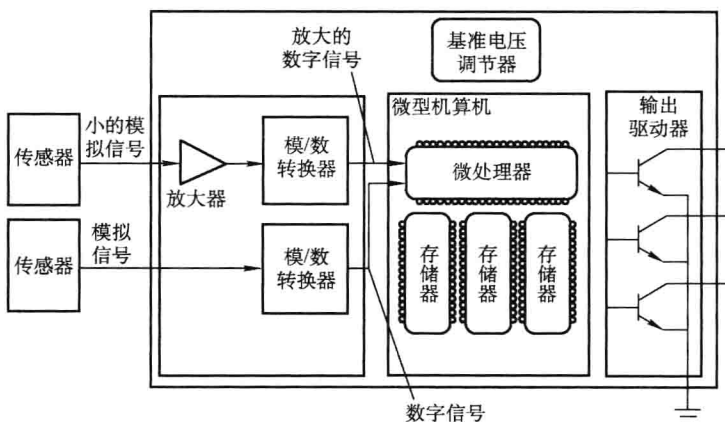 基准电压
调节器
放大的
数字信号
小的模
拟信号
传感器
放大器
模/数
转换器
微型机算机
微处理器
输出
驱动器
传感器
模拟
信号
模/数
转换器
存储器
存储器
存储器
数字信号